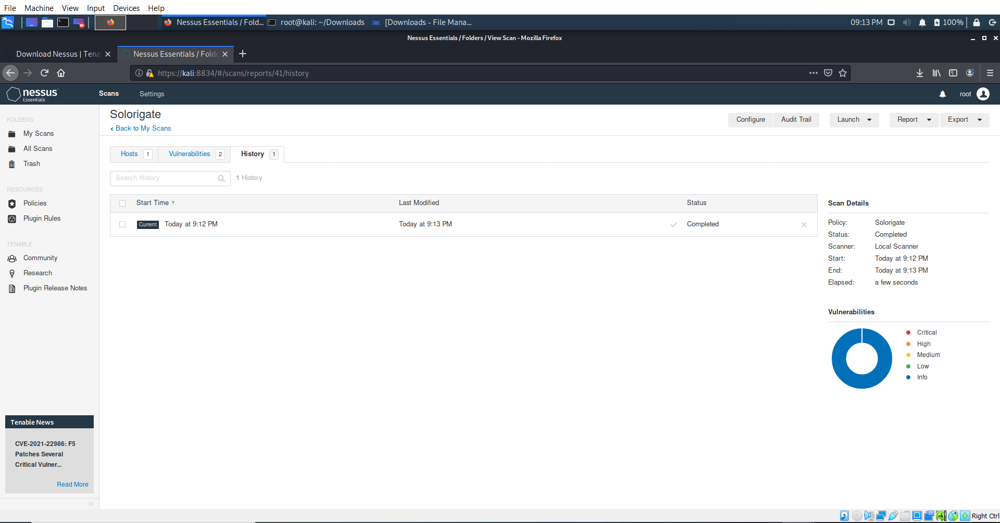 File Machine View Input Devices Help
Nessus Essentials / Fold... root@kali: ~/Downloads [Downloads - File Mana... 09:13 PM 100%
Nessus Essentials / Folders / View Scan - Mozilla Firefox
Download Nessus | Tena Nessus Essentials / Folde
https://kali:8834/#/scans/reports/41/history
nessus Essentials Scans Settings root
FOLDERS
My Scans
All Scans
Trash
RESOURCES
Policies
Plugin Rules
TENABLE
Community
Research
Plugin Release Notes
Tenable News
CVE-2021-22986: F5
Patches Several
Critical Vulner...
Read More
Solorigate
Back to My Scans
Configure Audit Trail Launch Report Export
Hosts 1 Vulnerabilities 2 History 1
Search History 1 History
Start Time Last Modified Status
Current Today at 9:12 PM Today at 9:13 PM Completed
Scan Details
Policy: Solorigate
Status: Completed
Scanner: Local Scanner
Start: Today at 9:12 PM
End: Today at 9:13 PM
Elapsed: a few seconds
Vulnerabilities
Critical
High
Medium
Low
Info
Right Ctrl